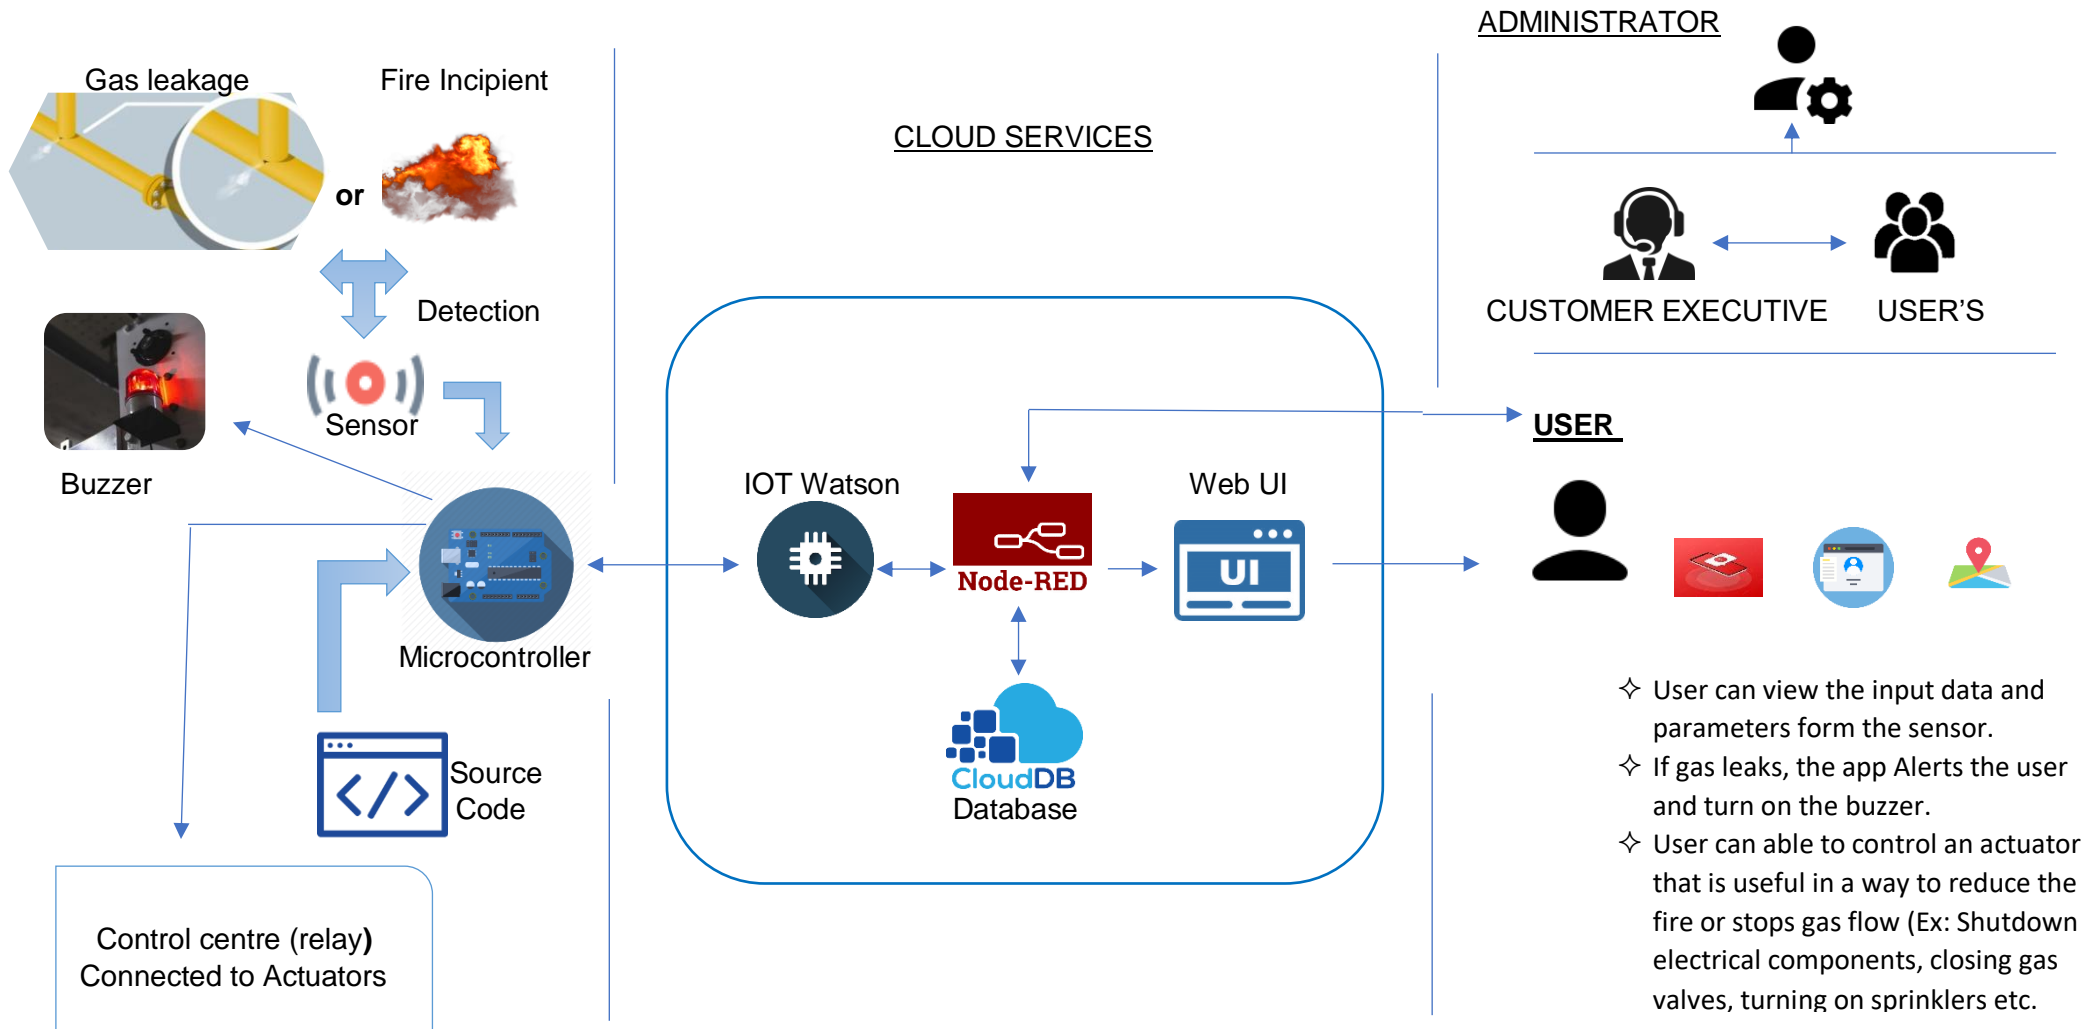 ADMINISTRATOR
Gas leakage
Fire Incipient
CLOUD SERVICES
or
Detection
CUSTOMER EXECUTIVE
USER'S
Sensor
USER
Buzzer
IOT Watson
Web UI
UI
Node-RED
Microcontroller
Source
Code
CloudDB
Database
User can view the input data and
parameters form the sensor.
If gas leaks, the app Alerts the user
and turn on the buzzer.
User can able to control an actuator
that is useful in a way to reduce the
fire or stops gas flow (Ex: Shutdown
electrical components, closing gas
valves, turning on sprinklers etc.
Control centre (relay)
Connected to Actuators